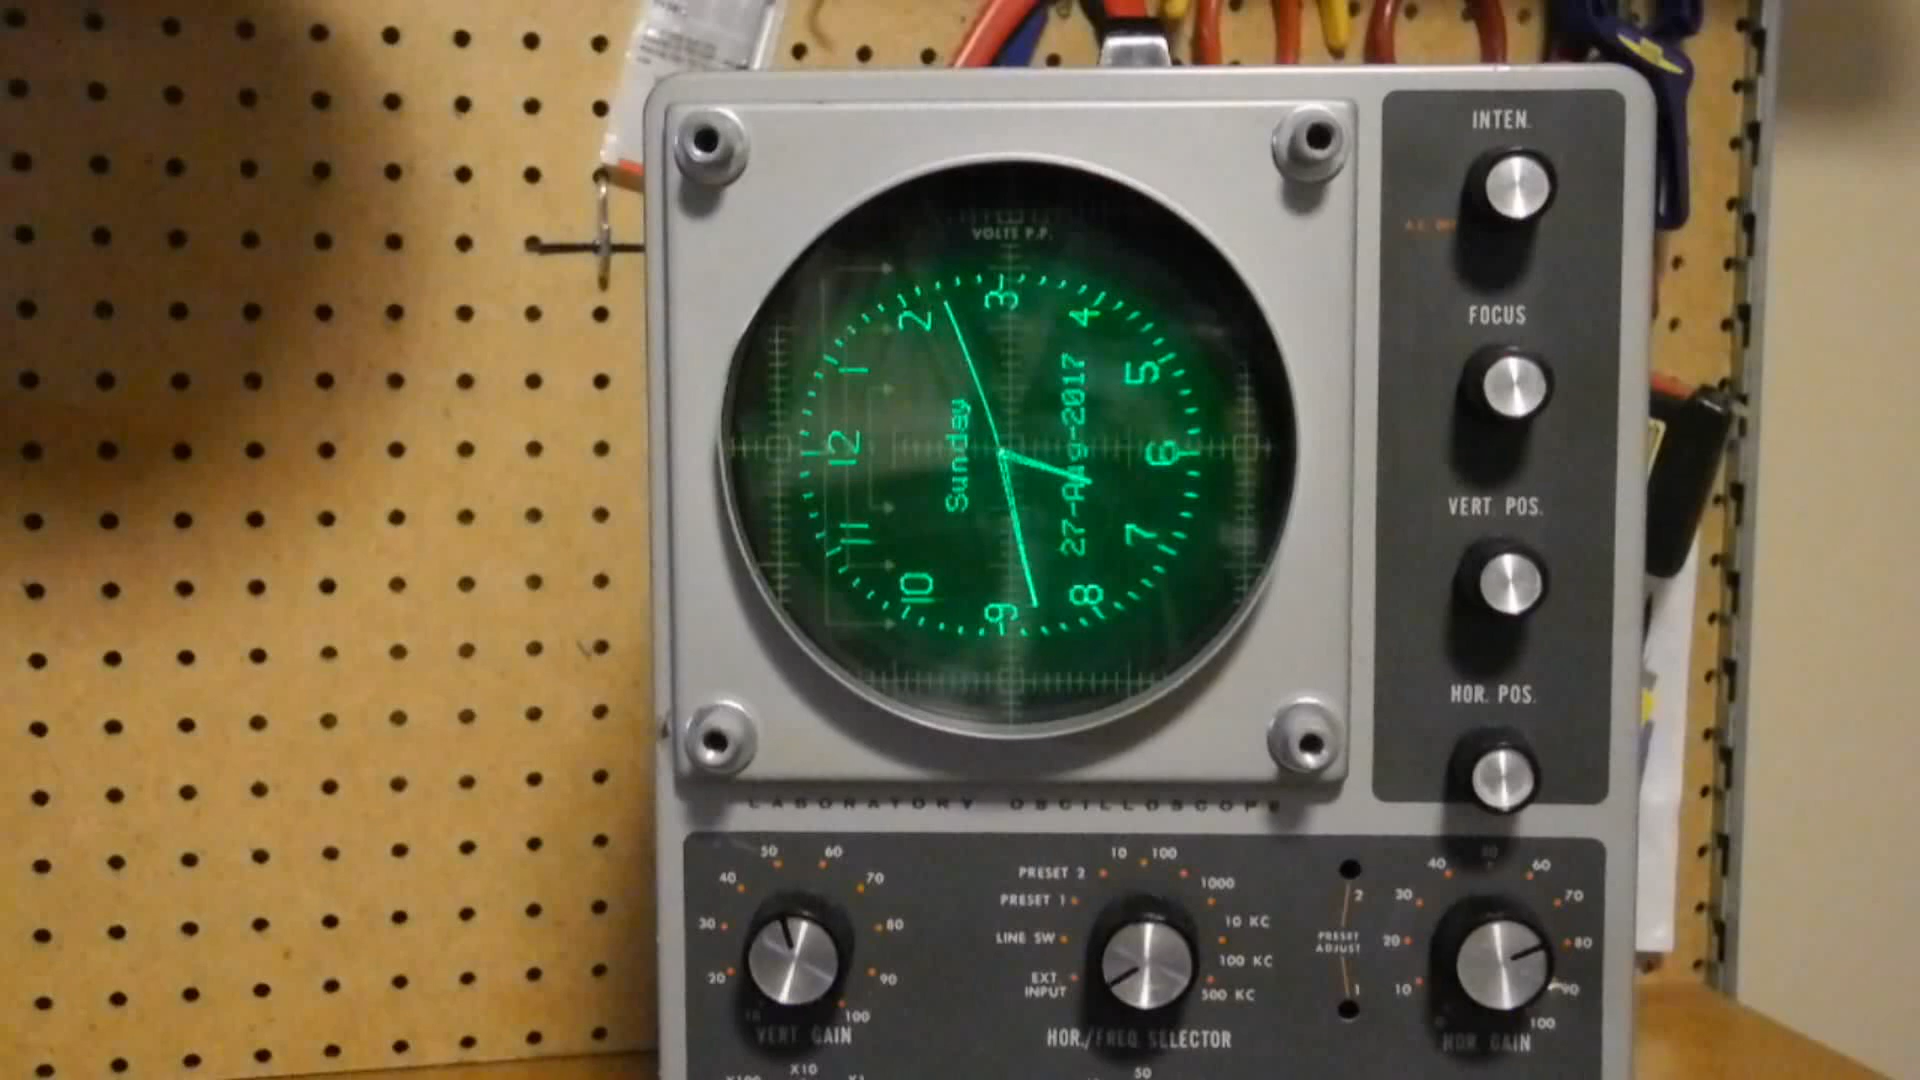 INTEN.
VOLTS P.P.
FOCUS
VERT POS.
HOR. POS.
12
1
2
3
4
5
6
7
8
9
10
11
Sunday
27-Aug-2017
LABORATORY OSCILLOSCOPE
20
30
40
50
60
70
80
90
100
VERT GAIN
EXT INPUT
LINE SW
PRESET 1
PRESET 2
10
100
1000
10 KC
100 KC
500 KC
HOR./FREQ SELECTOR
2
PRESET
ADJUST
1
10
20
30
40
50
60
70
80
90
100
HOR GAIN
X100
X10
X1
50